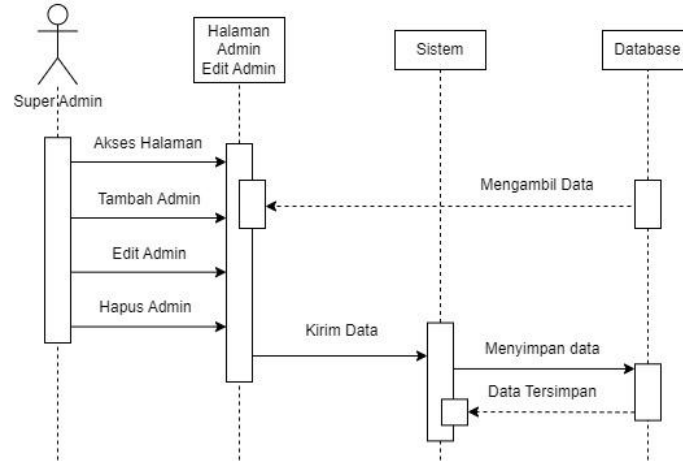 Halaman
Admin
Edit Admin
Sistem
Database
Super Admin
Akses Halaman
Mengambil Data
Tambah Admin
Edit Admin
Hapus Admin
Kirim Data
Menyimpan data
Data Tersimpan